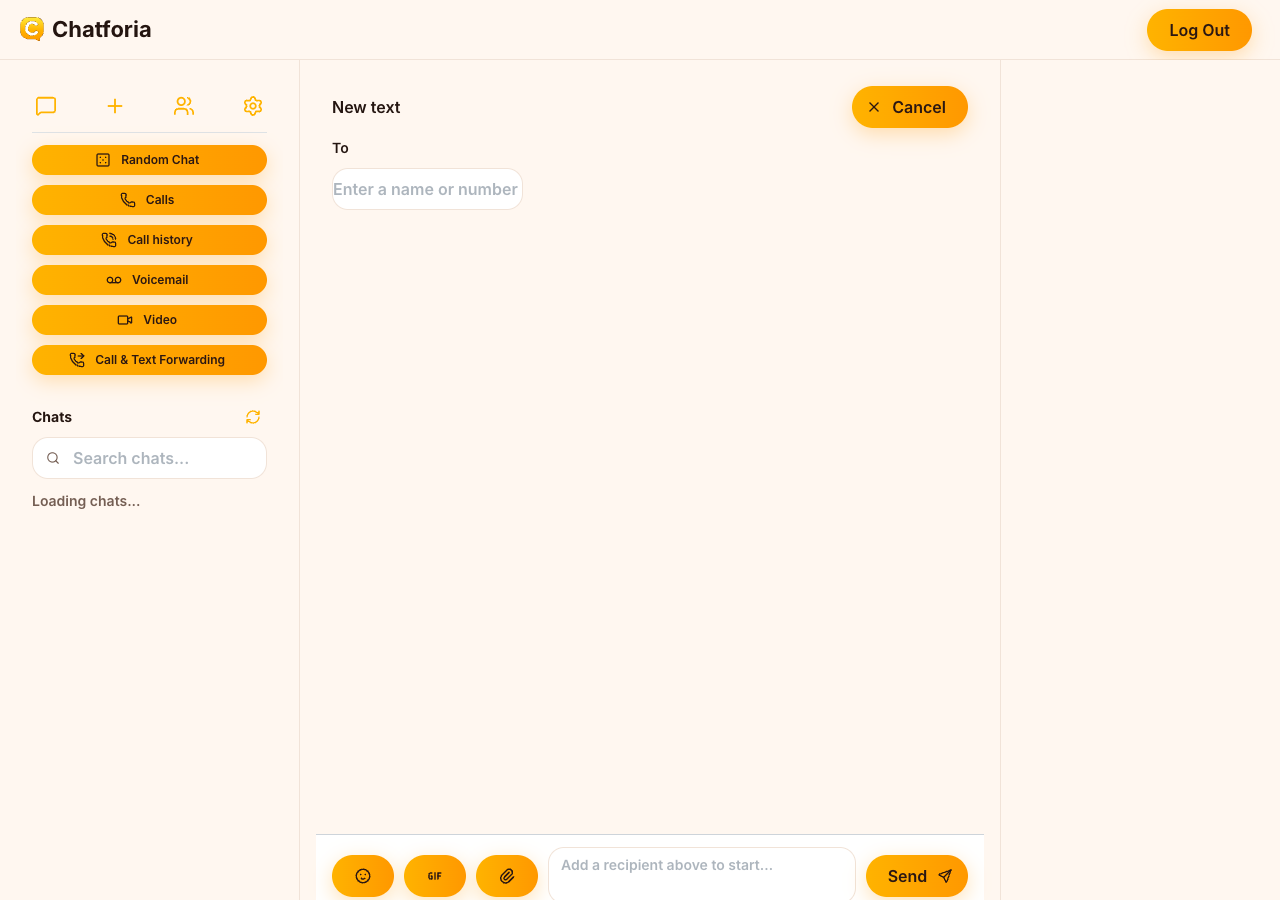 Chatforia
Log Out
Random Chat
Calls
Call history
Voicemail
Video
Call & Text Forwarding
Chats
Search chats...
Loading chats...
New text
Cancel
To
Enter a name or number
GIF
Add a recipient above to start...
Send